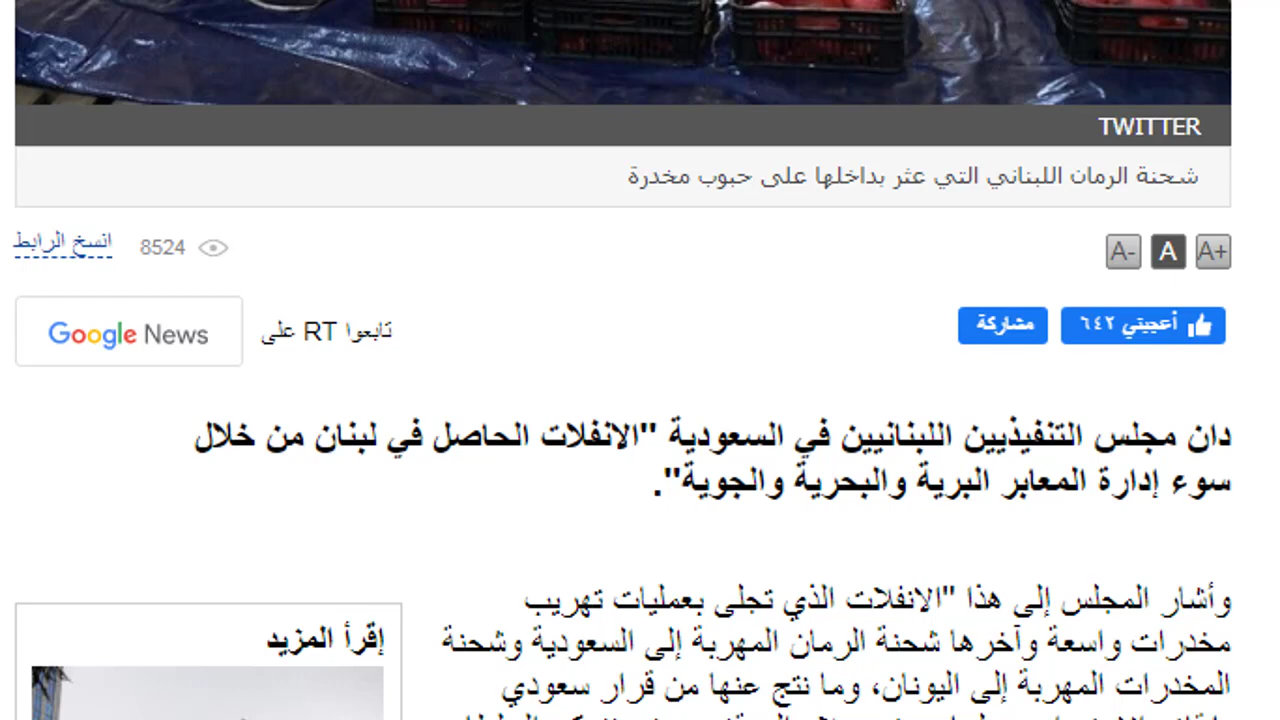 TWITTER
شحنة الرمان اللبناني التي عثر بداخلها على حبوب مخدرة
A- A A+
8524 انسخ الرابط
أعجبني ٦٤٢ مشاركة
تابعوا RT على Google News
دان مجلس التنفيذيين اللبنانيين في السعودية "الانفلات الحاصل في لبنان من خلال
سوء إدارة المعابر البرية والبحرية والجوية".
وأشار المجلس إلى هذا "الانفلات الذي تجلى بعمليات تهريب
مخدرات واسعة وآخرها شحنة الرمان المهربة إلى السعودية وشحنة
المخدرات المهربة إلى اليونان، وما نتج عنها من قرار سعودي
إقرأ المزيد